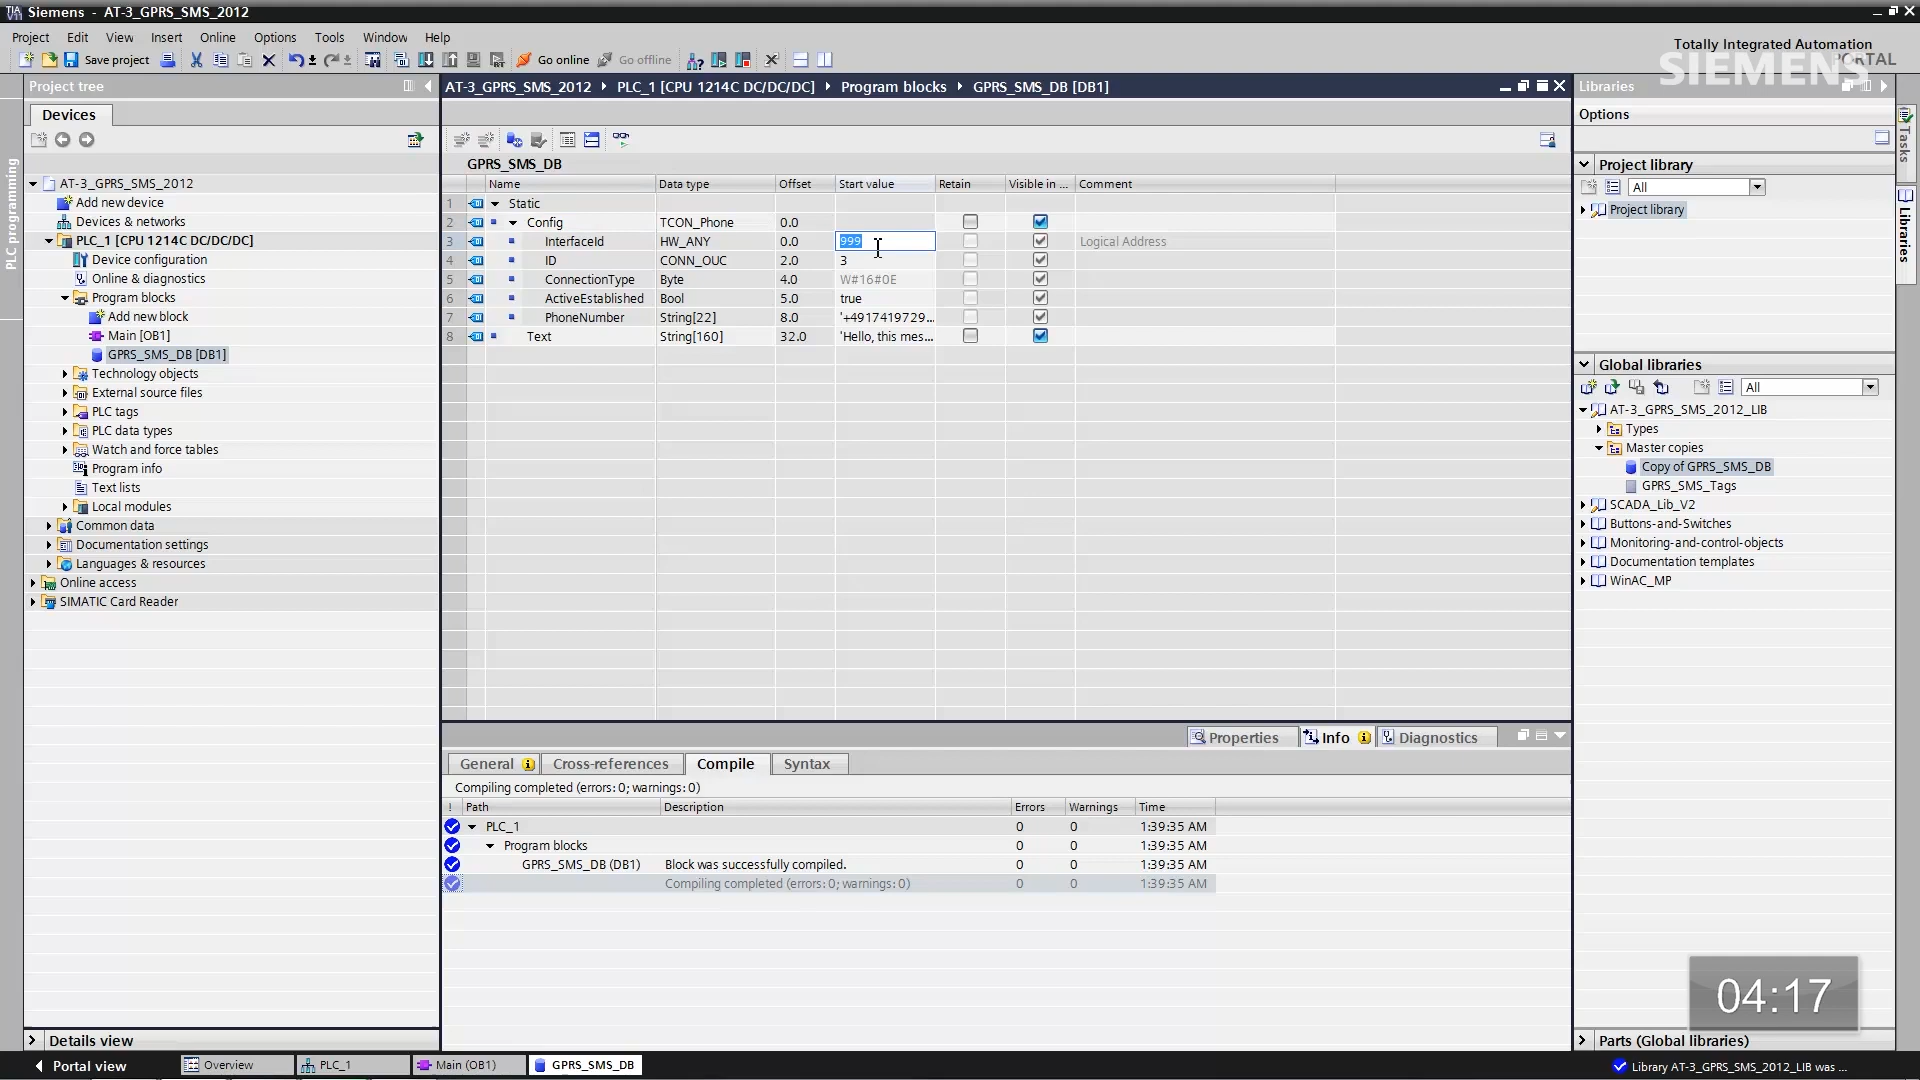 Siemens - AT-3_GPRS_SMS_2012
Project Edit View Insert Online Options Tools Window Help
Totally Integrated Automation
PORTAL
SIEMENS
Save project
Go online
Go offline
Project tree
AT-3_GPRS_SMS_2012 PLC_1 [CPU 1214C DC/DC/DC] Program blocks GPRS_SMS_DB [DB1]
Libraries
Devices
Options
PLC programming
Tasks
Libraries
AT-3_GPRS_SMS_2012
Add new device
Devices & networks
PLC_1 [CPU 1214C DC/DC/DC]
Device configuration
Online & diagnostics
Program blocks
Add new block
Main [OB1]
GPRS_SMS_DB [DB1]
Technology objects
External source files
PLC tags
PLC data types
Watch and force tables
Program info
Text lists
Local modules
Common data
Documentation settings
Languages & resources
Online access
SIMATIC Card Reader
Details view
GPRS_SMS_DB
Name Data type Offset Start value Retain Visible in ... Comment
1 Static
2 Config TCON_Phone 0.0
3 InterfaceId HW_ANY 0.0 999 Logical Address
4 ID CONN_OUC 2.0 3
5 ConnectionType Byte 4.0 W#16#0E
6 ActiveEstablished Bool 5.0 true
7 PhoneNumber String[22] 8.0 '+4917419729...
8 Text String[160] 32.0 'Hello, this mes...
Properties Info Diagnostics
General Cross-references Compile Syntax
Compiling completed (errors: 0; warnings: 0)
! Path Description Errors Warnings Time
PLC_1 0 0 1:39:35 AM
Program blocks 0 0 1:39:35 AM
GPRS_SMS_DB (DB1) Block was successfully compiled. 0 0 1:39:35 AM
Compiling completed (errors: 0; warnings: 0) 0 0 1:39:35 AM
Project library
All
Project library
Global libraries
All
AT-3_GPRS_SMS_2012_LIB
Types
Master copies
Copy of GPRS_SMS_DB
GPRS_SMS_Tags
SCADA_Lib_V2
Buttons-and-Switches
Monitoring-and-control-objects
Documentation templates
WinAC_MP
04:17
Parts (Global libraries)
Portal view Overview PLC_1 Main (OB1) GPRS_SMS_DB
Library AT-3_GPRS_SMS_2012_LIB was ...